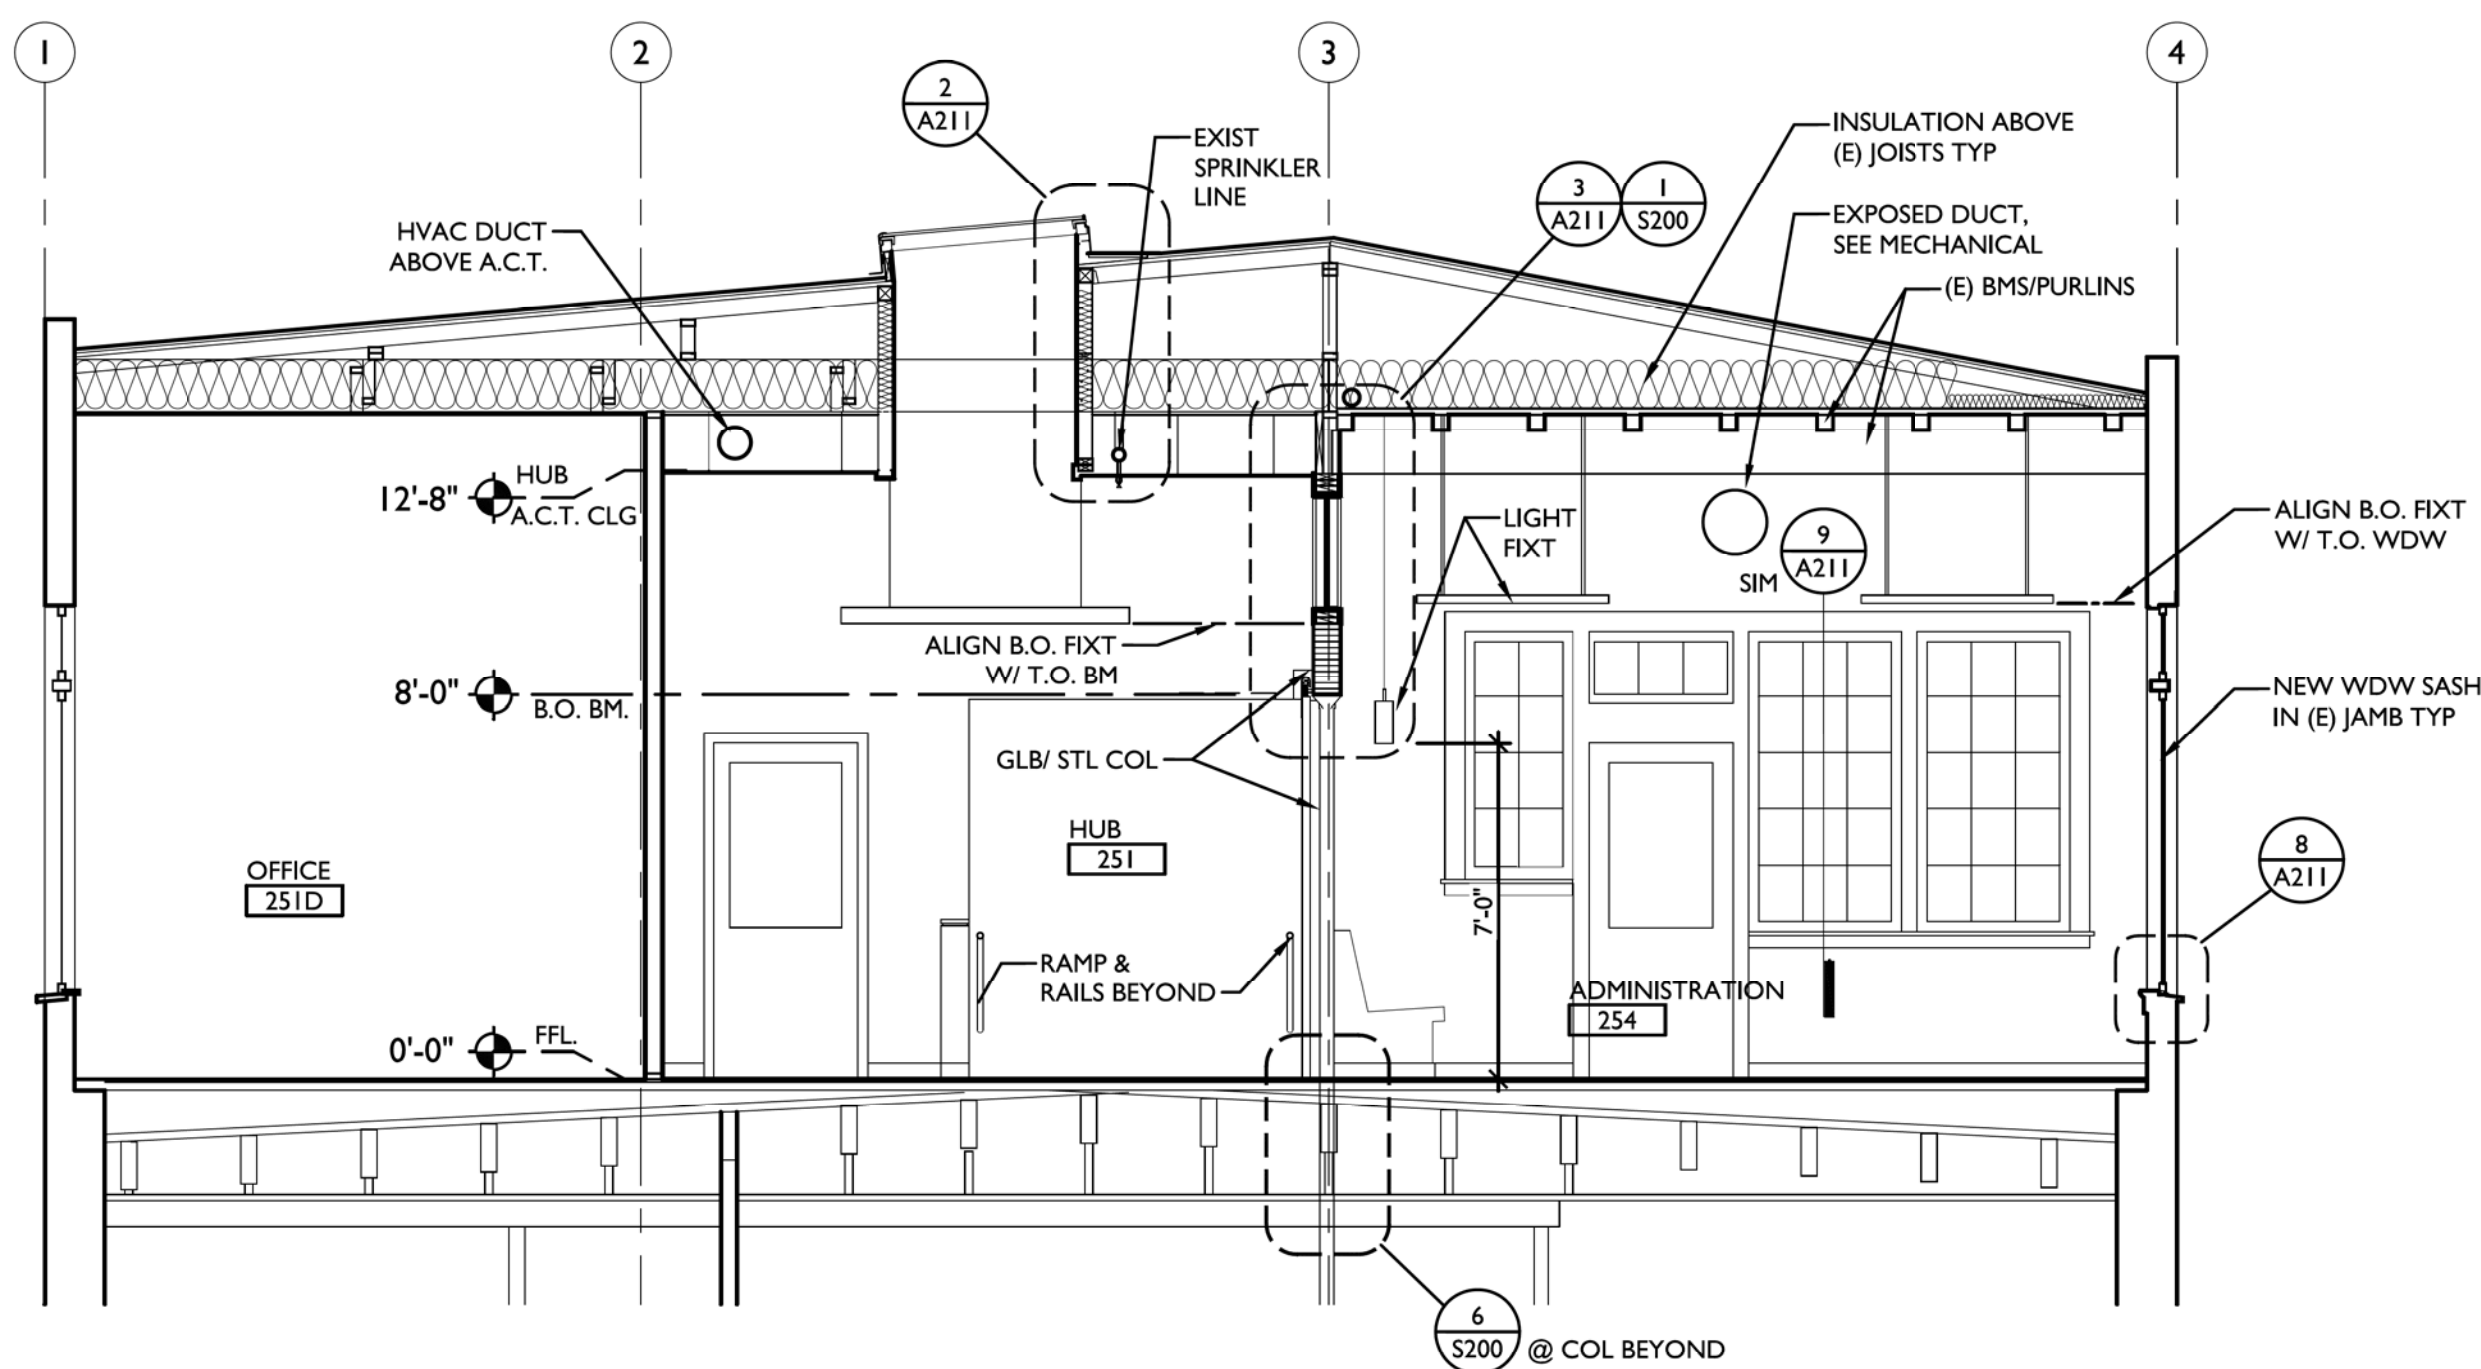 1
2
3
4
2
A211
EXIST
SPRINKLER
LINE
INSULATION ABOVE
(E) JOISTS TYP
3
A211
1
S200
EXPOSED DUCT,
SEE MECHANICAL
HVAC DUCT
ABOVE A.C.T.
(E) BMS/PURLINS
12'-8"
HUB
A.C.T. CLG
LIGHT
FIXT
9
A211
SIM
ALIGN B.O. FIXT
W/ T.O. WDW
ALIGN B.O. FIXT
W/ T.O. BM
8'-0"
B.O. BM.
NEW WDW SASH
IN (E) JAMB TYP
GLB/ STL COL
HUB
251
OFFICE
251D
8
A211
7'-0"
RAMP &
RAILS BEYOND
ADMINISTRATION
254
0'-0"
FFL.
6
S200
@ COL BEYOND